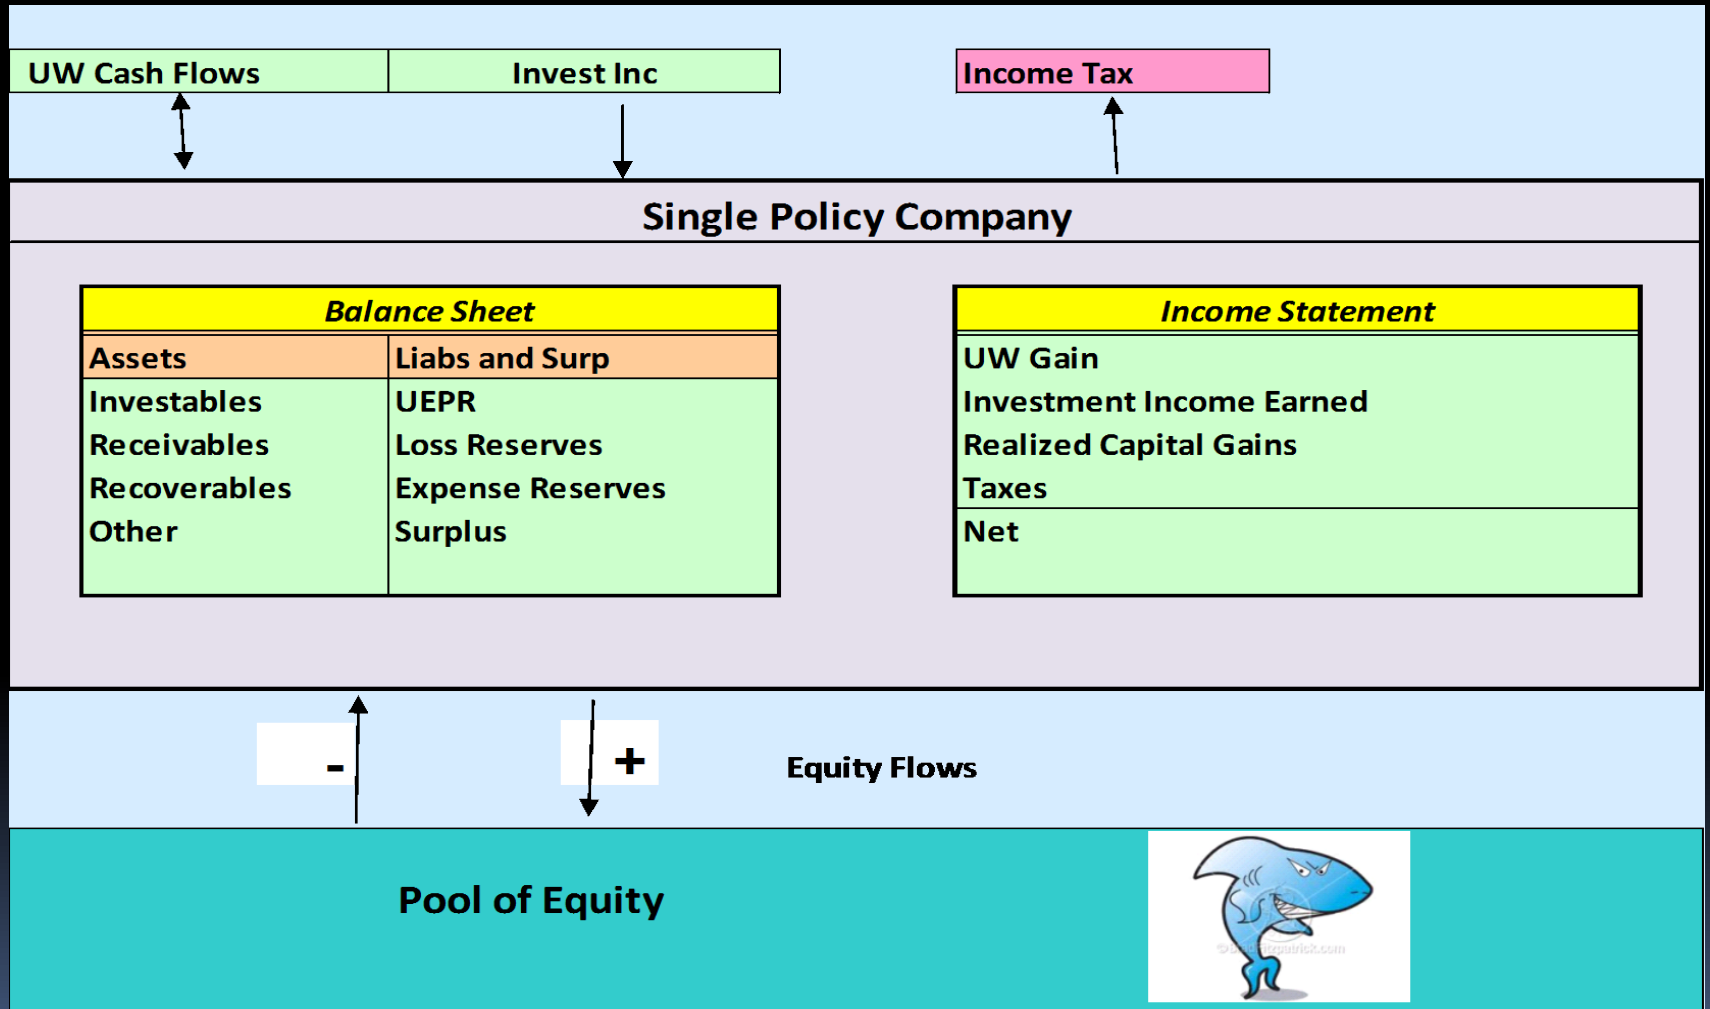 UW Cash Flows Invest Inc Income Tax
Single Policy Company
Balance Sheet
Assets Liabs and Surp
Investables UEPR
Receivables Loss Reserves
Recoverables Expense Reserves
Other Surplus
Income Statement
UW Gain
Investment Income Earned
Realized Capital Gains
Taxes
Net
- + Equity Flows
Pool of Equity